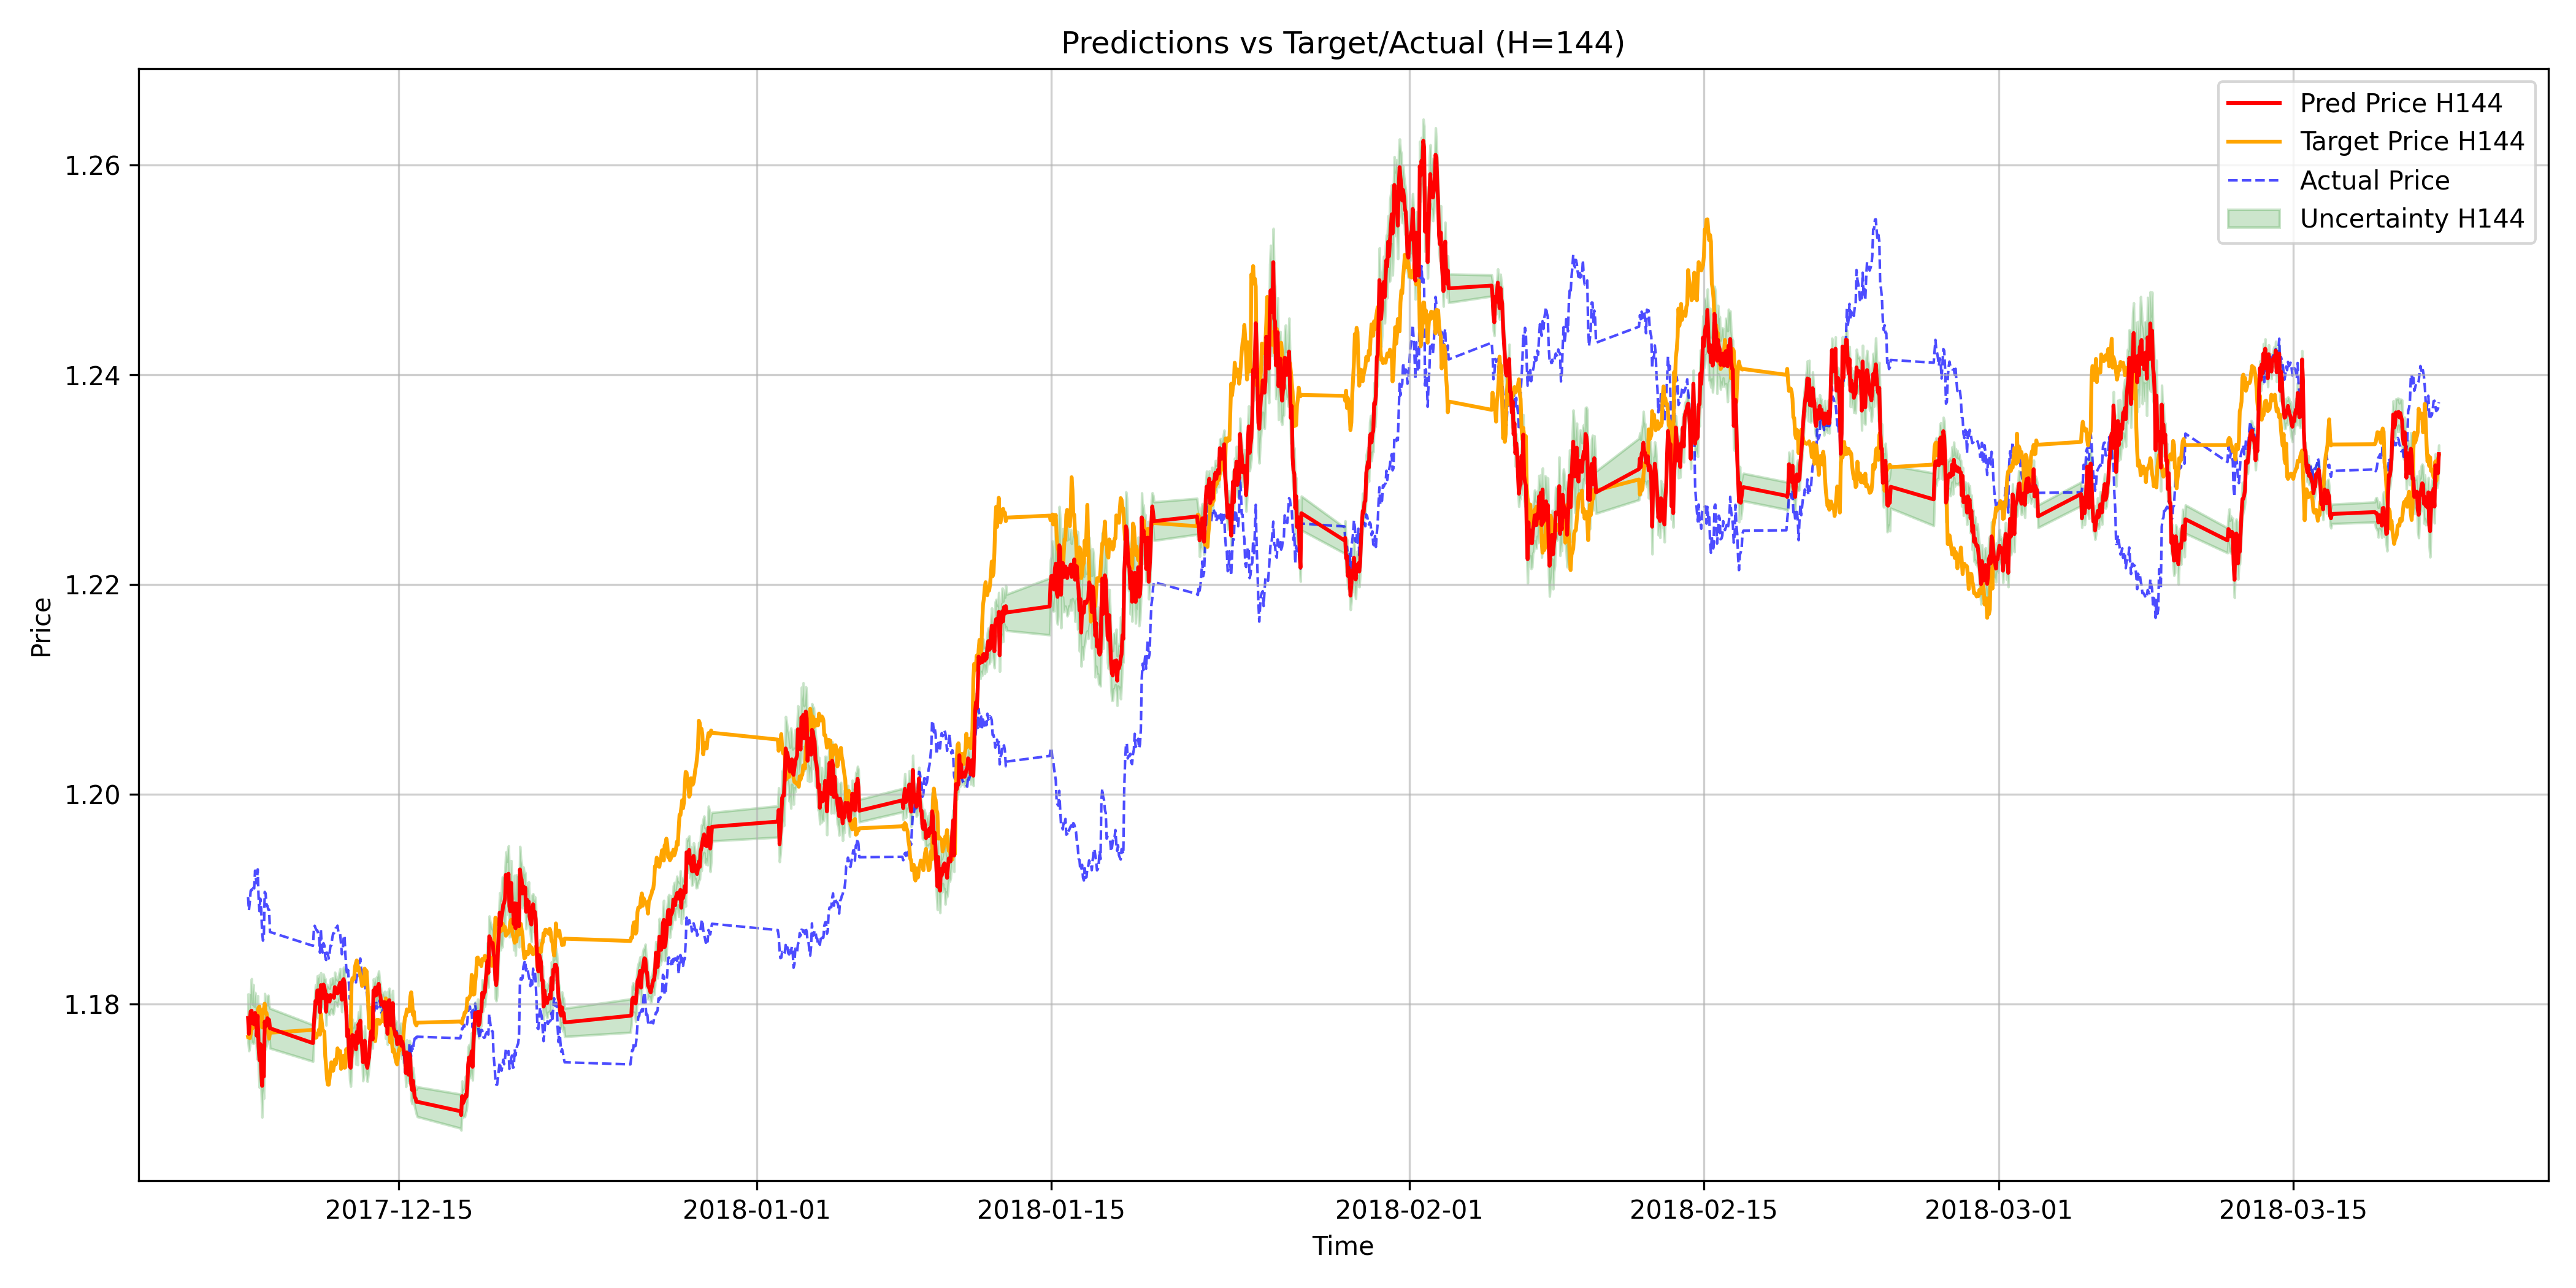 Predictions vs Target/Actual (H=144)
Pred Price H144
Target Price H144
Actual Price
Uncertainty H144
Price
1.26
1.24
1.22
1.20
1.18
2017-12-15
2018-01-01
2018-01-15
2018-02-01
2018-02-15
2018-03-01
2018-03-15
Time